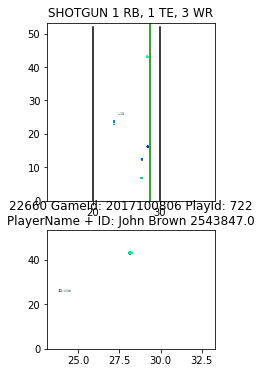 SHOTGUN 1 RB, 1 TE, 3 WR
50
40
30
20
10
0
20 30
22660 GameId: 2017100806 PlayId: 722
PlayerName + ID: John Brown 2543847.0
40
20
0
25.0 27.5 30.0 32.5